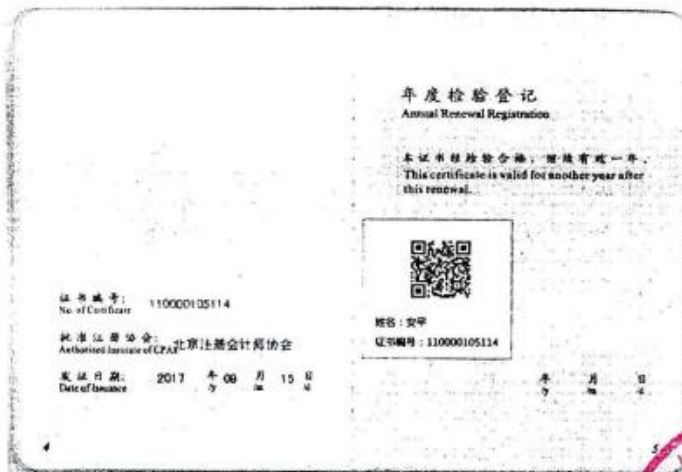 证书编号:
No. of Certificate
110000105114
批准注册协会:
Authorized Institute of CPAs
北京注册会计师协会
发证日期:
Date of Issuance
2017 年 09 月 15 日
4
年度检验登记
Annual Renewal Registration
本证书经检验合格，继续有效一年。
This certificate is valid for another year after
this renewal.
姓名：安平
证书编号：110000105114
年 月 日
5